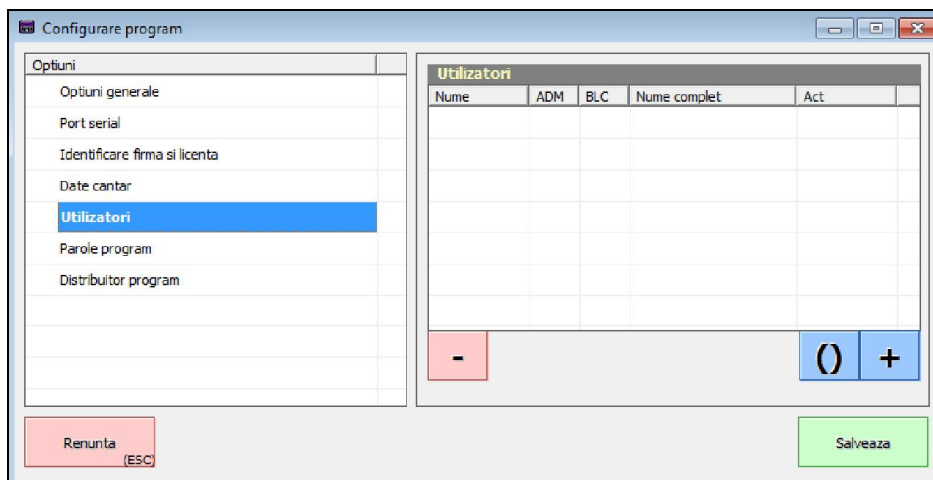 Configurare program
Optiuni
Optiuni generale
Port serial
Identificare firma si licenta
Date cantar
Utilizatori
Parole program
Distribuitor program
Utilizatori
Nume ADM BLC Nume complet Act
- () +
Renunta
(ESC)
Salveaza